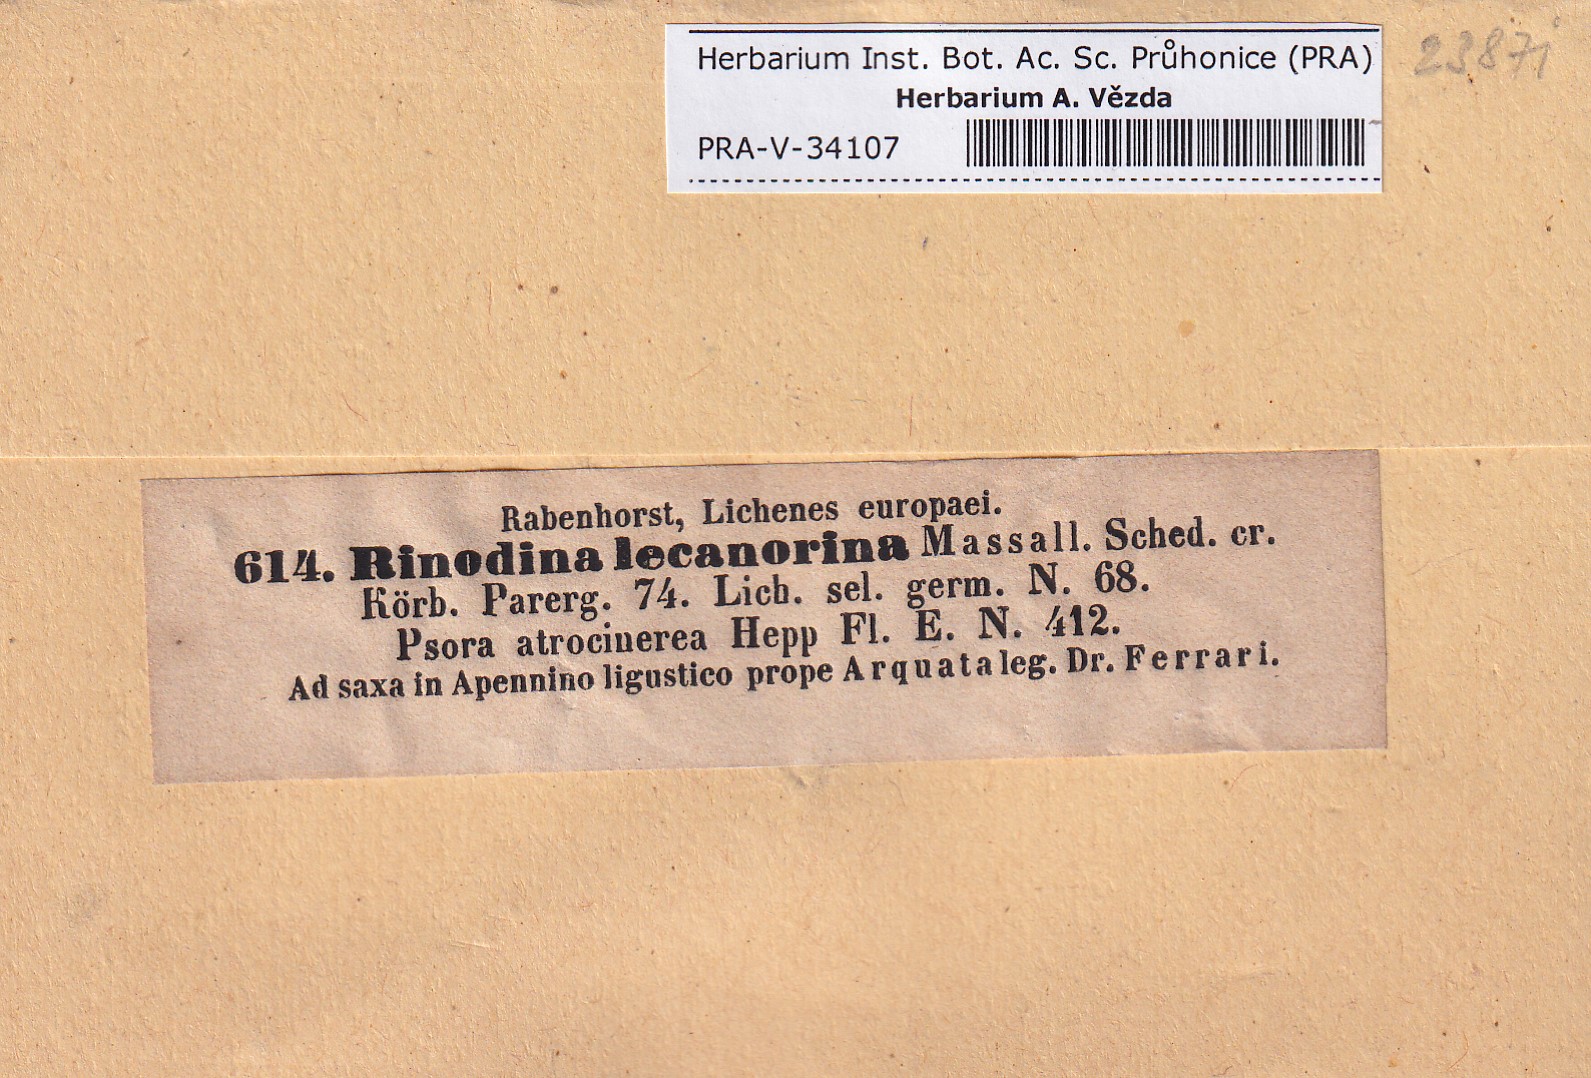 Herbarium Inst. Bot. Ac. Sc. Průhonice (PRA)
Herbarium A. Vězda
PRA-V-34107
Rabenhorst, Lichenes europaei.
614. Rinodina lecanorina Massall. Sched. cr.
Körb. Parerg. 74. Lich. sel. germ. N. 68.
Psora atrocinerea Hepp Fl. E. N. 412.
Ad saxa in Apennino ligustico prope Arquata leg. Dr. Ferrari.